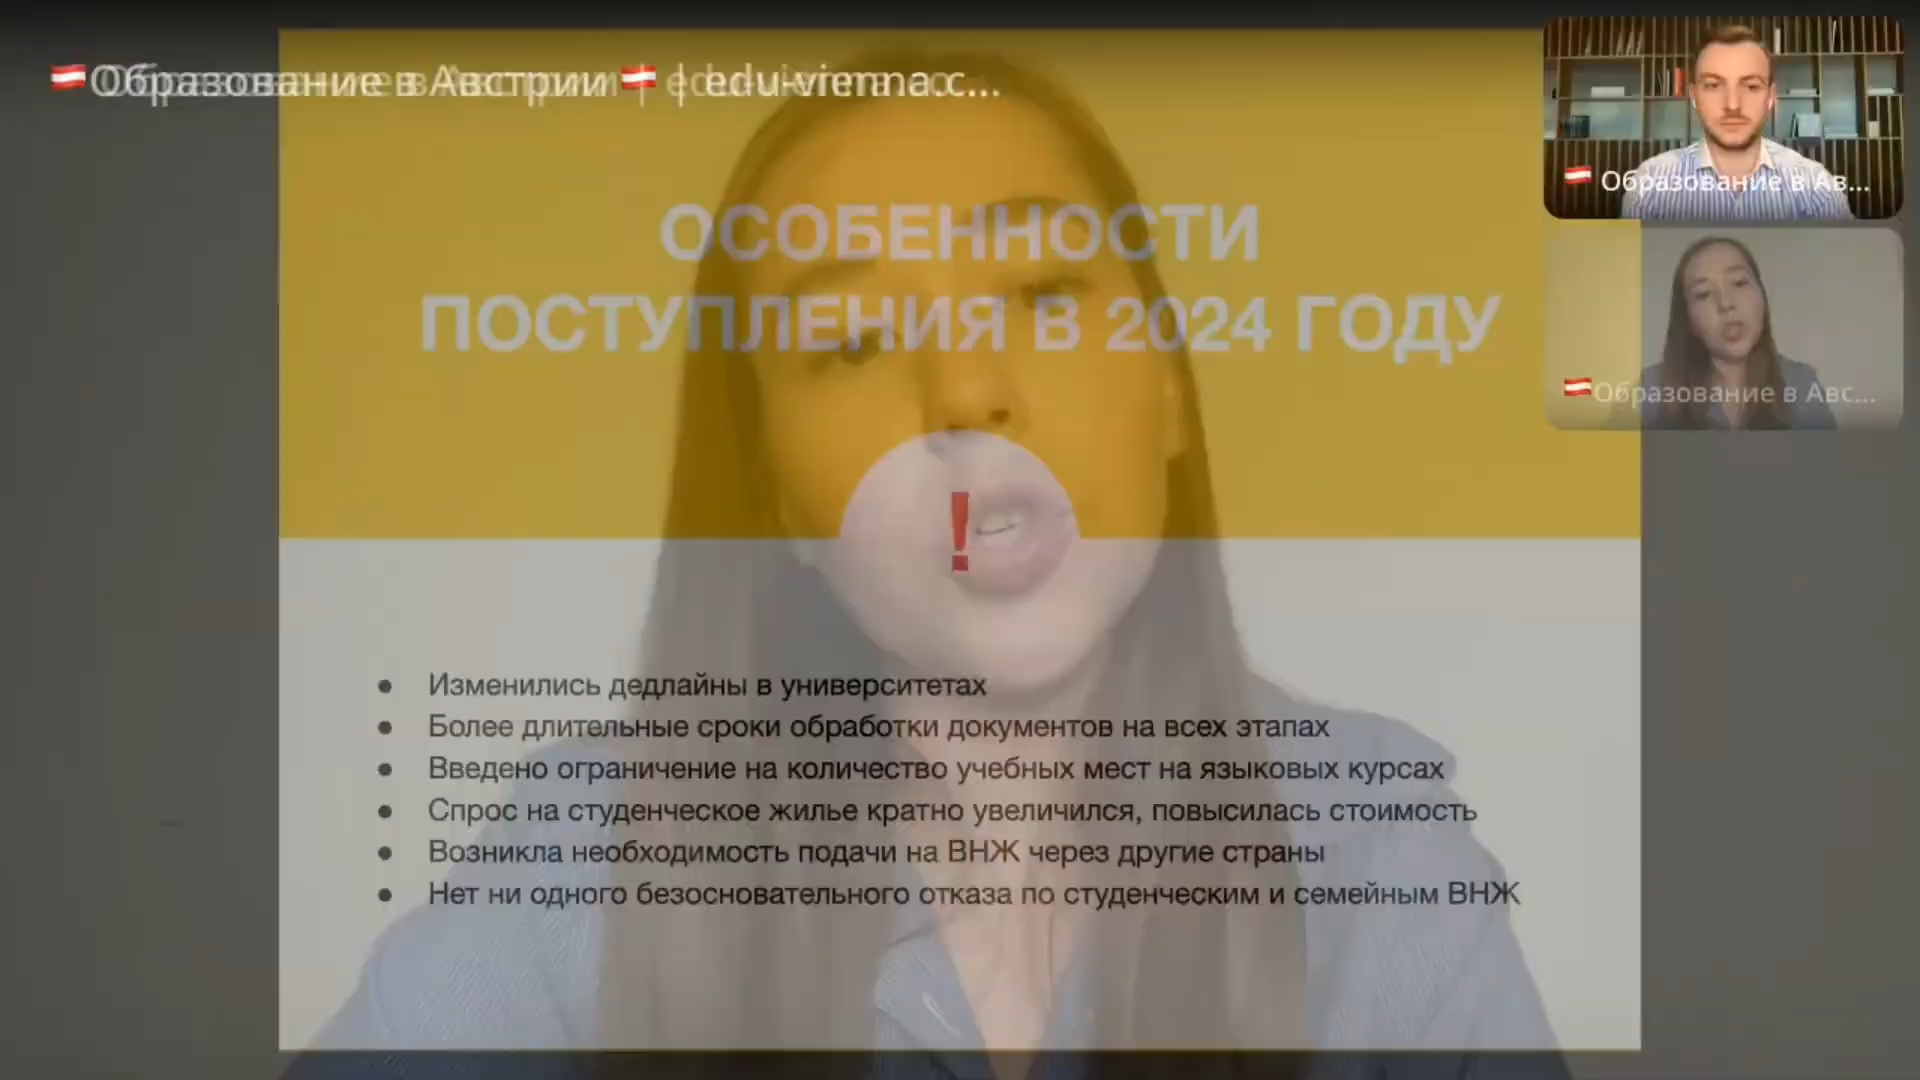 Образование в Австрии | edu-vienna.c...
Образование в Ав...
Образование в Авс...
ОСОБЕННОСТИ
ПОСТУПЛЕНИЯ В 2024 ГОДУ
❗
● Изменились дедлайны в университетах
● Более длительные сроки обработки документов на всех этапах
● Введено ограничение на количество учебных мест на языковых курсах
● Спрос на студенческое жилье кратно увеличился, повысилась стоимость
● Возникла необходимость подачи на ВНЖ через другие страны
● Нет ни одного безосновательного отказа по студенческим и семейным ВНЖ